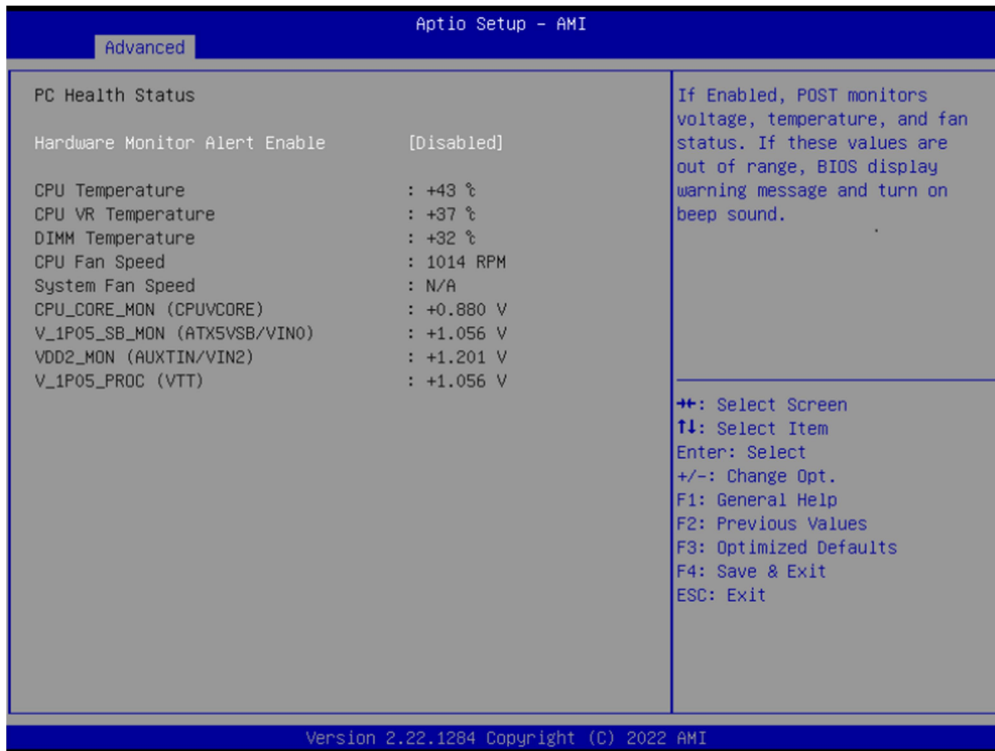 Aptio Setup - AMI
Advanced
PC Health Status
Hardware Monitor Alert Enable [Disabled]
CPU Temperature : +43 ℃
CPU VR Temperature : +37 ℃
DIMM Temperature : +32 ℃
CPU Fan Speed : 1014 RPM
System Fan Speed : N/A
CPU_CORE_MON (CPUVCORE) : +0.880 V
V_1P05_SB_MON (ATX5VSB/VIN0) : +1.056 V
VDD2_MON (AUXTIN/VIN2) : +1.201 V
V_1P05_PROC (VTT) : +1.056 V
If Enabled, POST monitors
voltage, temperature, and fan
status. If these values are
out of range, BIOS display
warning message and turn on
beep sound.
→←: Select Screen
↑↓: Select Item
Enter: Select
+/-: Change Opt.
F1: General Help
F2: Previous Values
F3: Optimized Defaults
F4: Save & Exit
ESC: Exit
Version 2.22.1284 Copyright (C) 2022 AMI